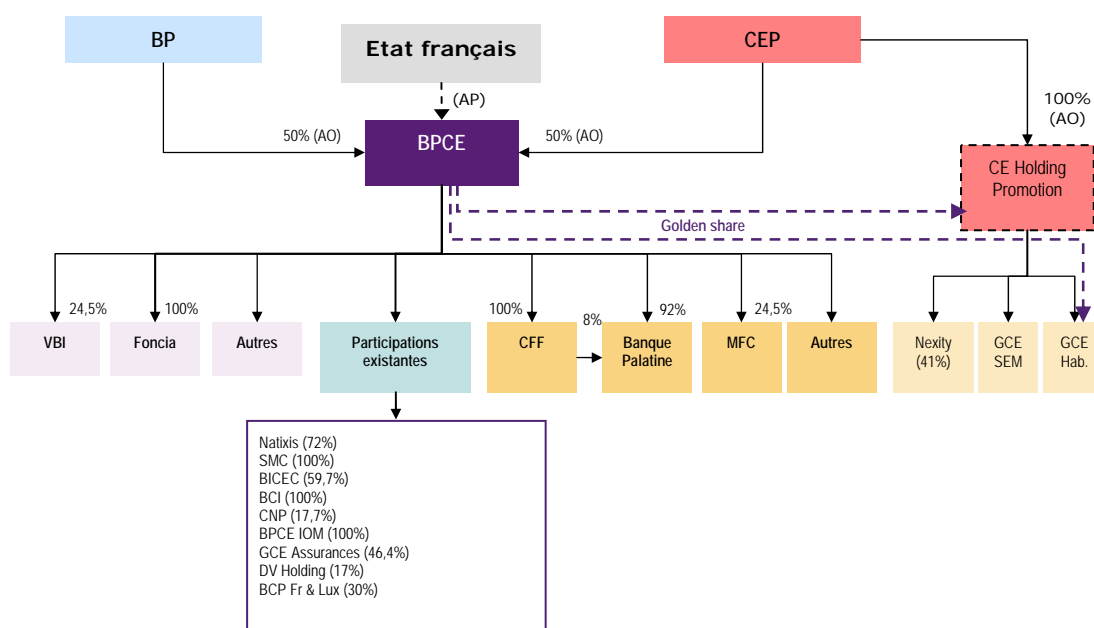 BP
Etat français
CEP
(AP)
100%
(AO)
50% (AO)
BPCE
50% (AO)
CE Holding
Promotion
Golden share
24,5%
100%
100%
8%
92%
24,5%
VBI
Foncia
Autres
Participations
existantes
CFF
Banque
Palatine
MFC
Autres
Nexity
(41%)
GCE
SEM
GCE
Hab.
Natixis (72%)
SMC (100%)
BICEC (59,7%)
BCI (100%)
CNP (17,7%)
BPCE IOM (100%)
GCE Assurances (46,4%)
DV Holding (17%)
BCP Fr & Lux (30%)